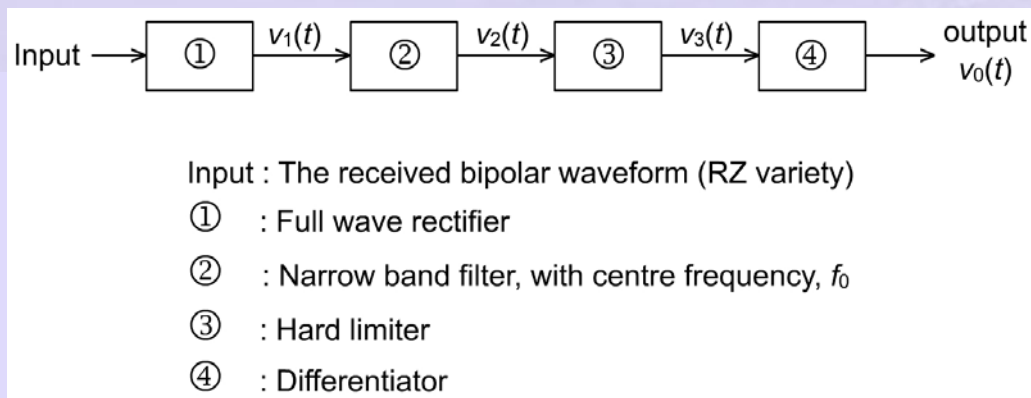 Input ① v1(t) ② v2(t) ③ v3(t) ④ output
v0(t)
Input : The received bipolar waveform (RZ variety)
① : Full wave rectifier
② : Narrow band filter, with centre frequency, f0
③ : Hard limiter
④ : Differentiator